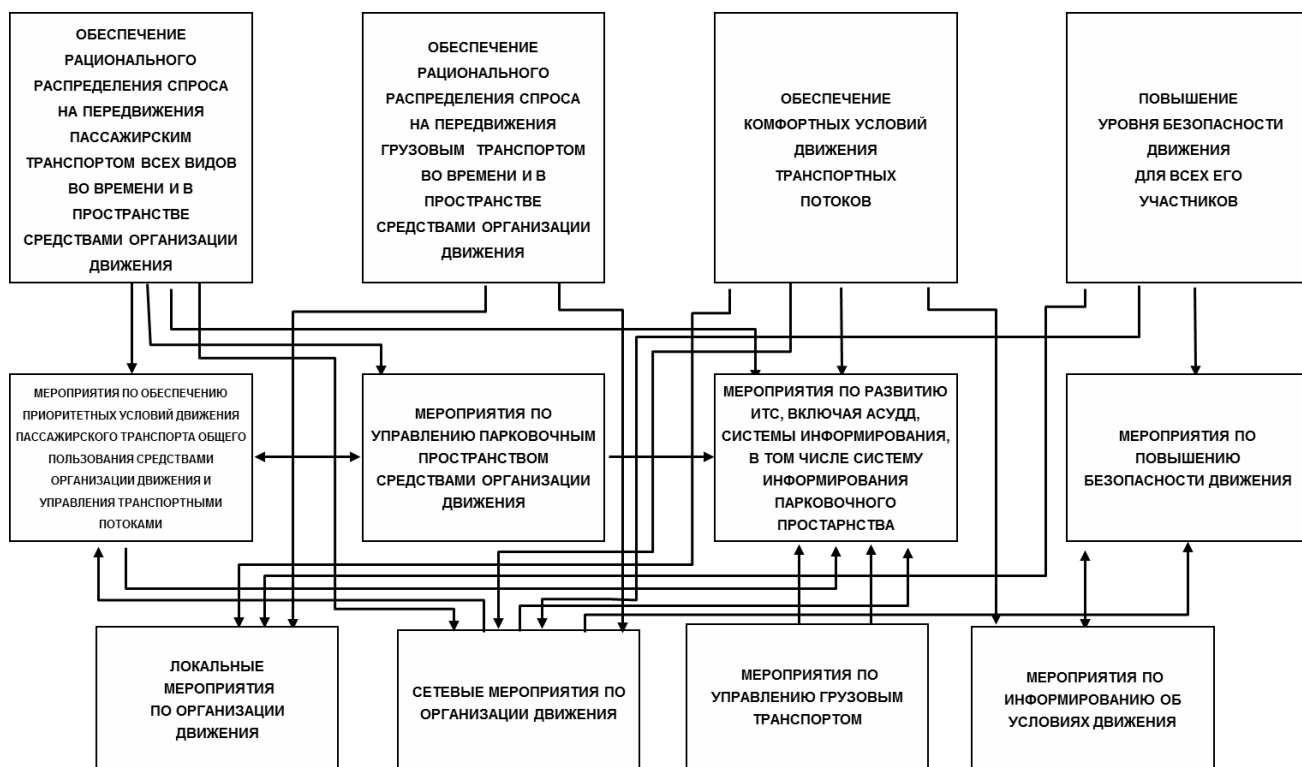 ОБЕСПЕЧЕНИЕ
РАЦИОНАЛЬНОГО
РАСПРЕДЕЛЕНИЯ СПРОСА
НА ПЕРЕДВИЖЕНИЯ
ПАССАЖИРСКИМ
ТРАНСПОРТОМ ВСЕХ ВИДОВ
ВО ВРЕМЕНИ И В
ПРОСТРАНСТВЕ
СРЕДСТВАМИ ОРГАНИЗАЦИИ
ДВИЖЕНИЯ
ОБЕСПЕЧЕНИЕ
РАЦИОНАЛЬНОГО
РАСПРЕДЕЛЕНИЯ СПРОСА
НА ПЕРЕДВИЖЕНИЯ
ГРУЗОВЫМ ТРАНСПОРТОМ
ВО ВРЕМЕНИ И В
ПРОСТРАНСТВЕ
СРЕДСТВАМИ ОРГАНИЗАЦИИ
ДВИЖЕНИЯ
ОБЕСПЕЧЕНИЕ
КОМФОРТНЫХ УСЛОВИЙ
ДВИЖЕНИЯ
ТРАНСПОРТНЫХ
ПОТОКОВ
ПОВЫШЕНИЕ
УРОВНЯ БЕЗОПАСНОСТИ
ДВИЖЕНИЯ
ДЛЯ ВСЕХ ЕГО
УЧАСТНИКОВ
МЕРОПРИЯТИЯ ПО ОБЕСПЕЧЕНИЮ
ПРИОРИТЕТНЫХ УСЛОВИЙ ДВИЖЕНИЯ
ПАССАЖИРСКОГО ТРАНСПОРТА ОБЩЕГО
ПОЛЬЗОВАНИЯ СРЕДСТВАМИ
ОРГАНИЗАЦИИ ДВИЖЕНИЯ И
УПРАВЛЕНИЯ ТРАНСПОРТНЫМИ
ПОТОКАМИ
МЕРОПРИЯТИЯ ПО
УПРАВЛЕНИЮ ПАРКОВОЧНЫМ
ПРОСТРАНСТВОМ
СРЕДСТВАМИ ОРГАНИЗАЦИИ
ДВИЖЕНИЯ
МЕРОПРИЯТИЯ ПО РАЗВИТИЮ
ИТС, ВКЛЮЧАЯ АСУДД,
СИСТЕМЫ ИНФОРМИРОВАНИЯ,
В ТОМ ЧИСЛЕ СИСТЕМУ
ИНФОРМИРОВАНИЯ
ПАРКОВОЧНОГО
ПРОСТАРНСТВА
МЕРОПРИЯТИЯ ПО
ПОВЫШЕНИЮ
БЕЗОПАСНОСТИ ДВИЖЕНИЯ
ЛОКАЛЬНЫЕ
МЕРОПРИЯТИЯ
ПО ОРГАНИЗАЦИИ
ДВИЖЕНИЯ
СЕТЕВЫЕ МЕРОПРИЯТИЯ ПО
ОРГАНИЗАЦИИ ДВИЖЕНИЯ
МЕРОПРИЯТИЯ ПО
УПРАВЛЕНИЮ ГРУЗОВЫМ
ТРАНСПОРТОМ
МЕРОПРИЯТИЯ ПО
ИНФОРМИРОВАНИЮ ОБ
УСЛОВИЯХ ДВИЖЕНИЯ